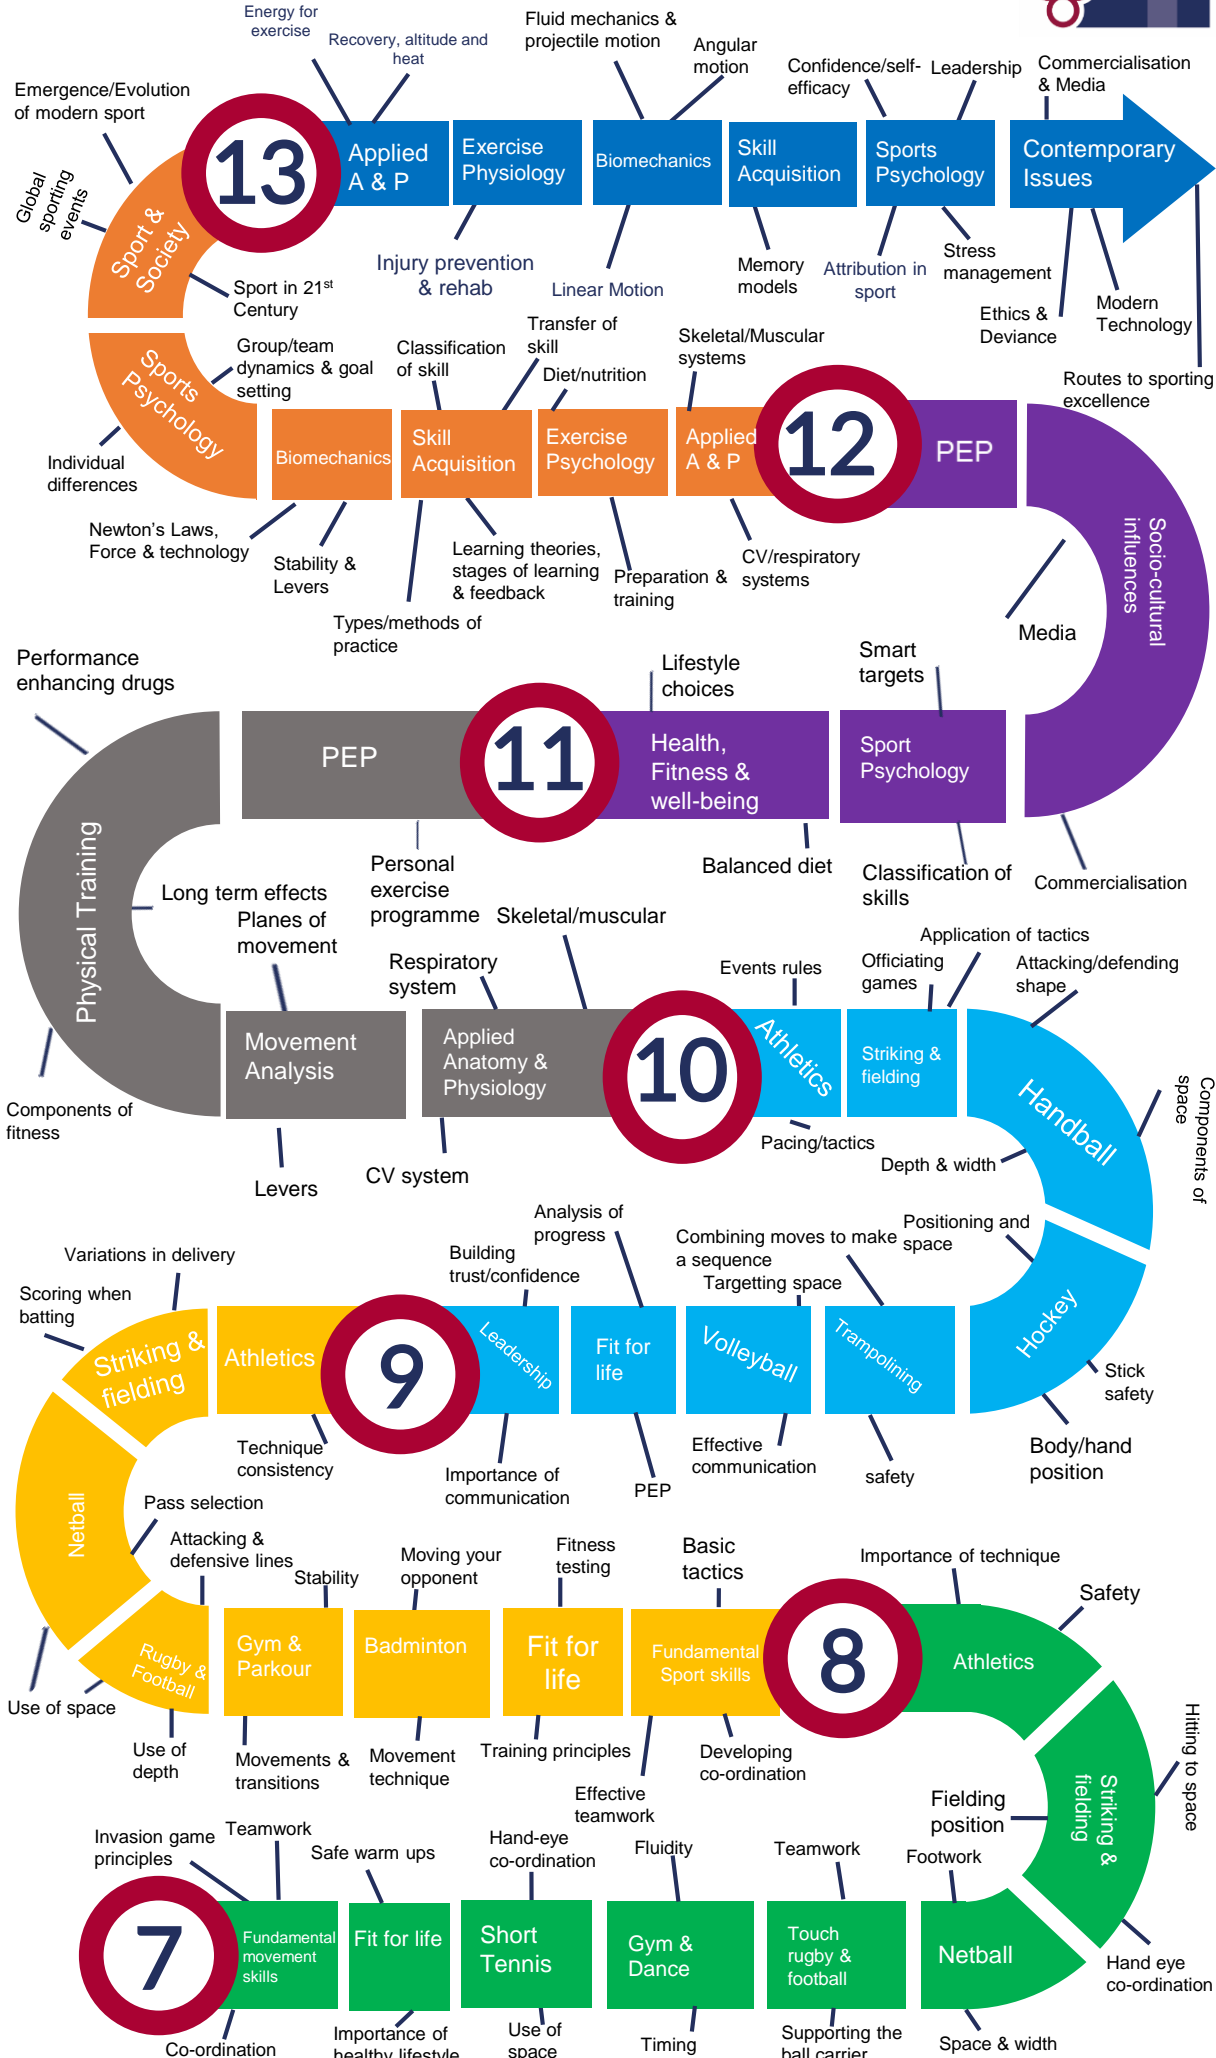 Energy for
exercise
Recovery, altitude and
heat
Fluid mechanics &
projectile motion
Angular
motion
Confidence/self-
efficacy
Leadership
Commercialisation
& Media
Emergence/Evolution
of modern sport
Global
sporting
events
13
Applied
A & P
Exercise
Physiology
Biomechanics
Skill
Acquisition
Sports
Psychology
Contemporary
Issues
Sport &
Society
Injury prevention
& rehab
Linear Motion
Memory
models
Attribution in
sport
Stress
management
Ethics &
Deviance
Modern
Technology
Routes to sporting
excellence
Sport in 21st
Century
Group/team
dynamics & goal
setting
Classification
of skill
Transfer of
skill
Diet/nutrition
Skeletal/Muscular
systems
Sports
Psychology
Biomechanics
Skill
Acquisition
Exercise
Psychology
Applied
A & P
12
PEP
Individual
differences
Newton's Laws,
Force & technology
Stability &
Levers
Types/methods of
practice
Learning theories,
stages of learning
& feedback
Preparation &
training
CV/respiratory
systems
Socio-cultural
influences
Media
Performance
enhancing drugs
Lifestyle
choices
Smart
targets
PEP
11
Health,
Fitness &
well-being
Sport
Psychology
Personal
exercise
programme
Balanced diet
Classification of
skills
Commercialisation
Physical Training
Long term effects
Planes of
movement
Respiratory
system
Skeletal/muscular
Events rules
Officiating
games
Application of tactics
Attacking/defending
shape
Movement
Analysis
Applied
Anatomy &
Physiology
10
Athletics
Striking &
fielding
Handball
Components of
space
Components of
fitness
Levers
CV system
Pacing/tactics
Depth & width
Variations in delivery
Scoring when
batting
Building
trust/confidence
Analysis of
progress
Combining moves to make
a sequence
Targetting space
Positioning and
space
Striking &
fielding
Athletics
9
Leadership
Fit for
life
Volleyball
Trampolining
Hockey
Stick
safety
Technique
consistency
Importance of
communication
PEP
Effective
communication
safety
Body/hand
position
Netball
Pass selection
Attacking &
defensive lines
Stability
Moving your
opponent
Fitness
testing
Basic
tactics
Importance of technique
Safety
Rugby &
Football
Gym &
Parkour
Badminton
Fit for
life
Fundamental
Sport skills
8
Athletics
Use of space
Use of
depth
Movements &
transitions
Movement
technique
Training principles
Effective
teamwork
Developing
co-ordination
Striking &
fielding
Hitting to space
Fielding
position
Invasion game
principles
Teamwork
Safe warm ups
Hand-eye
co-ordination
Fluidity
Teamwork
Footwork
7
Fundamental
movement
skills
Fit for life
Short
Tennis
Gym &
Dance
Touch
rugby &
football
Netball
Hand eye
co-ordination
Co-ordination
Importance of
healthy lifestyle
Use of
space
Timing
Supporting the
ball carrier
Space & width